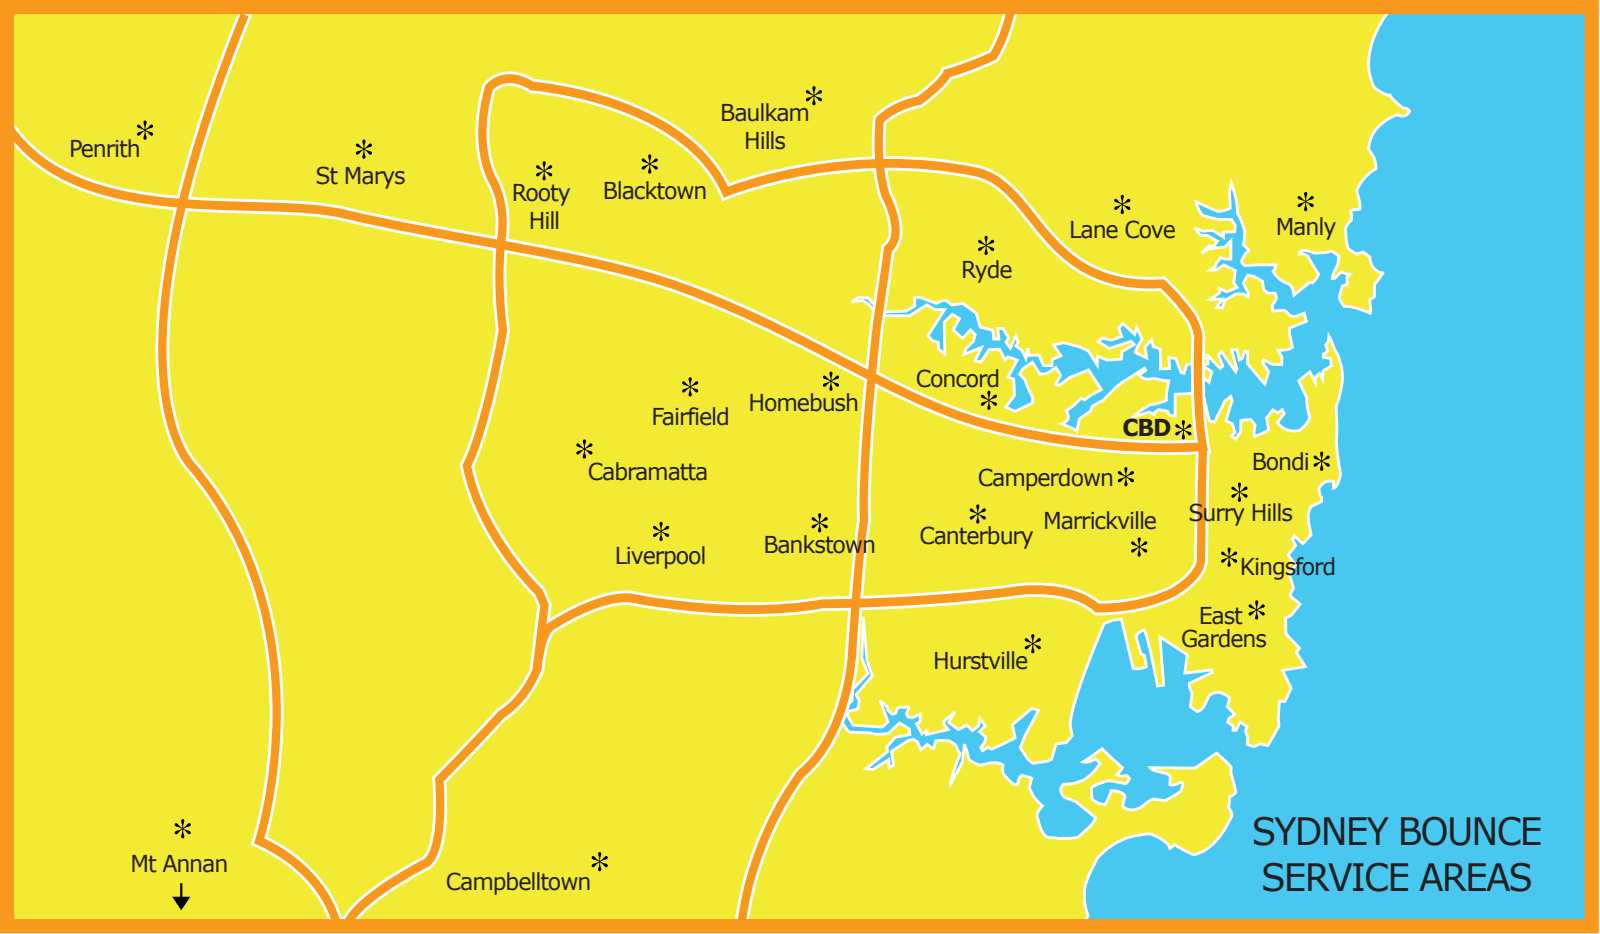 Baulkam
Hills
Penrith
St Marys
Rooty
Hill
Blacktown
Lane Cove
Manly
Ryde
Concord
Homebush
Fairfield
CBD
Bondi
Cabramatta
Camperdown
Surry Hills
Marrickville
Canterbury
Bankstown
Liverpool
Kingsford
East
Gardens
Hurstville
SYDNEY BOUNCE
SERVICE AREAS
Mt Annan
Campbelltown